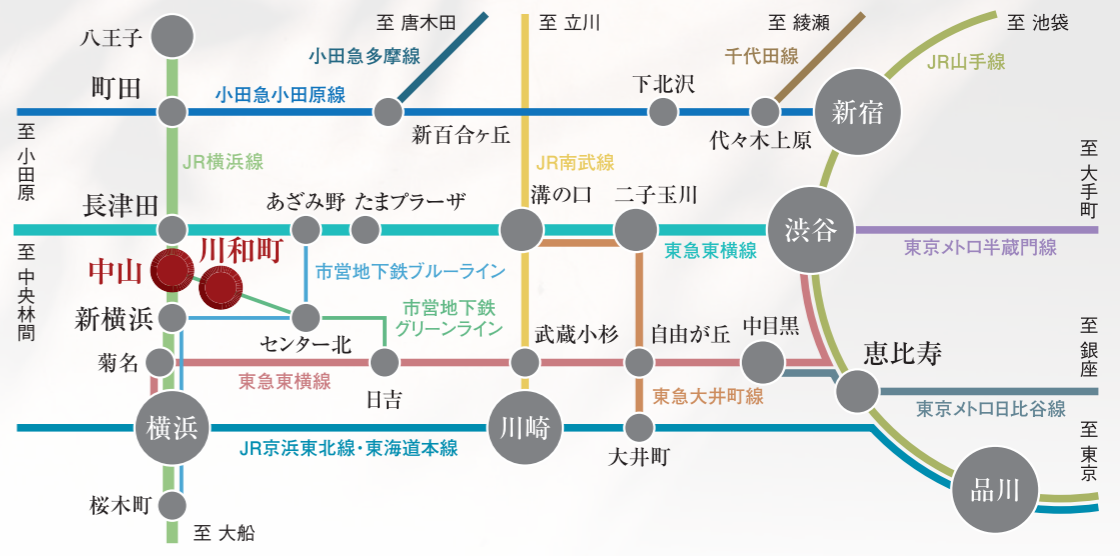 至 唐木田
至 立川
至 綾瀬
至 池袋
八王子
小田急多摩線
千代田線
JR山手線
町田
小田急小田原線
下北沢
新宿
至 小田原
新百合ヶ丘
代々木上原
JR横浜線
JR南武線
至 大手町
長津田
あざみ野
たまプラーザ
溝の口
二子玉川
渋谷
東急東横線
東京メトロ半蔵門線
至 中央林間
中山
川和町
市営地下鉄ブルーライン
市営地下鉄
グリーンライン
新横浜
センター北
武蔵小杉
自由が丘
中目黒
至 銀座
菊名
東急東横線
日吉
東急大井町線
恵比寿
東京メトロ日比谷線
横浜
JR京浜東北線・東海道本線
川崎
大井町
至 東京
品川
桜木町
至 大船